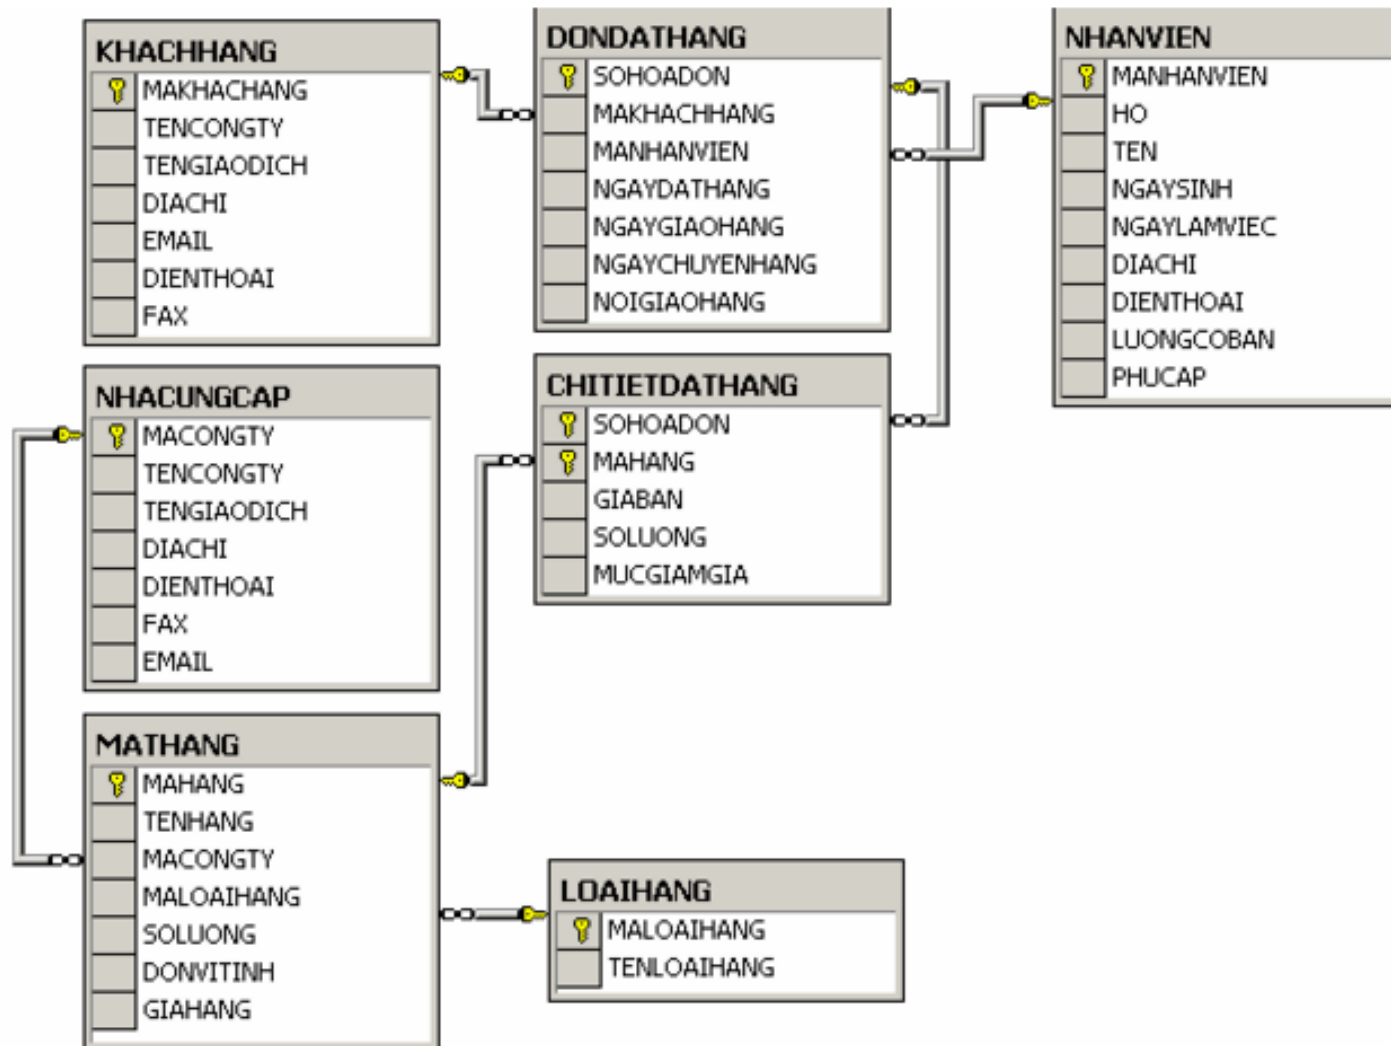 KHACHHANG
MAKHACHANG
TENCONGTY
TENGIAODICH
DIACHI
EMAIL
DIENTHOAI
FAX
DONDATHANG
SOHOADON
MAKHACHHANG
MANHANVIEN
NGAYDATHANG
NGAYGIAOHANG
NGAYCHUYENHANG
NOIGIAOHANG
NHANVIEN
MANHANVIEN
HO
TEN
NGAYSINH
NGAYLAMVIEC
DIACHI
DIENTHOAI
LUONGCOBAN
PHUCAP
NHACUNGCAP
MACONGTY
TENCONGTY
TENGIAODICH
DIACHI
DIENTHOAI
FAX
EMAIL
CHITIETDATHANG
SOHOADON
MAHANG
GIABAN
SOLUONG
MUCGIAMGIA
MATHANG
MAHANG
TENHANG
MACONGTY
MALOAIHANG
SOLUONG
DONVITINH
GIAHANG
LOAIHANG
MALOAIHANG
TENLOAIHANG